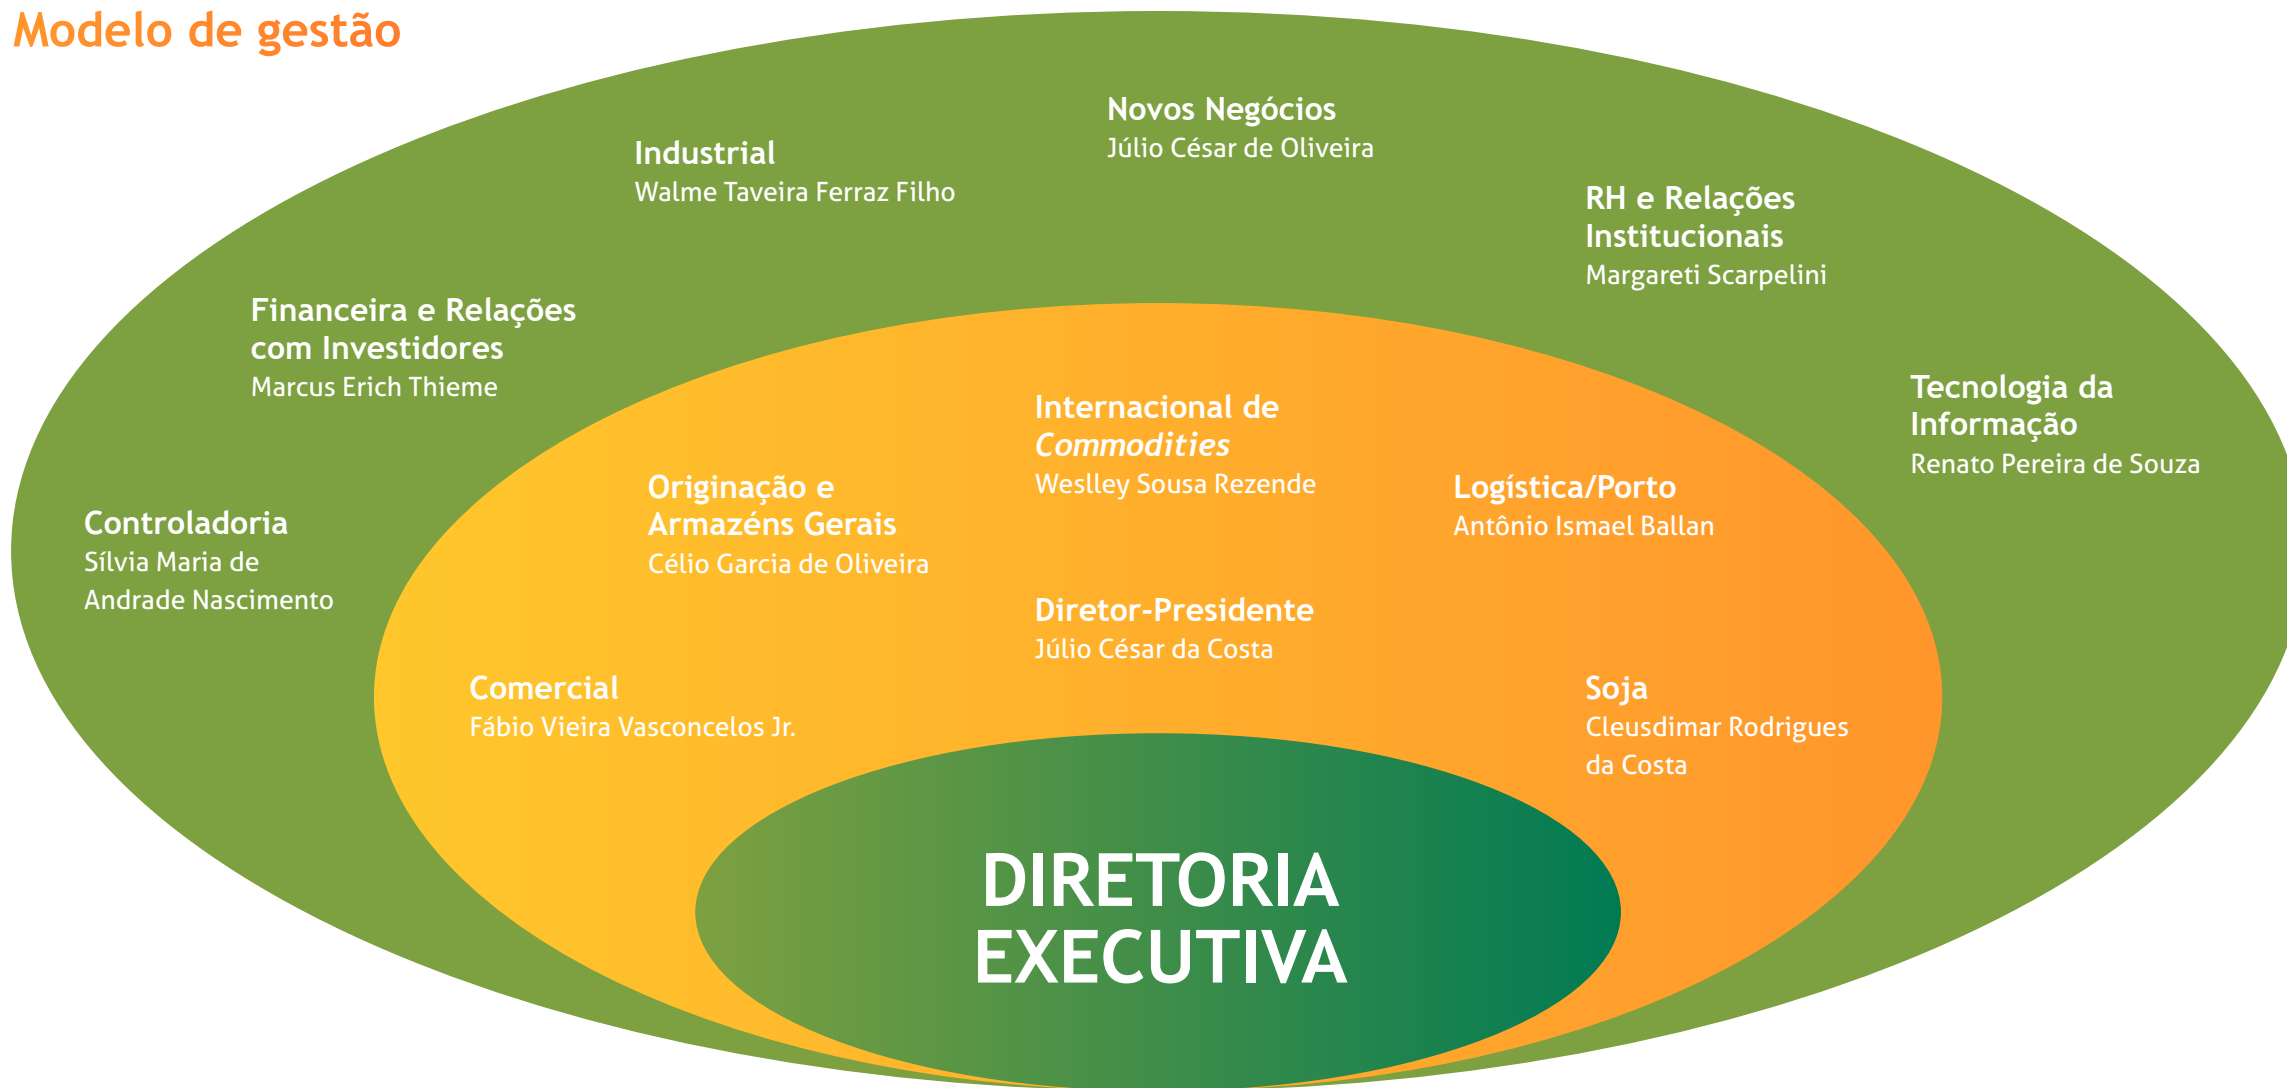 Modelo de gestão
Novos Negócios
Júlio César de Oliveira
Industrial
Walme Taveira Ferraz Filho
RH e Relações
Institucionais
Margareti Scarpelini
Financeira e Relações
com Investidores
Marcus Erich Thieme
Tecnologia da
Informação
Renato Pereira de Souza
Controladoria
Sílvia Maria de
Andrade Nascimento
Internacional de
Commodities
Weslley Sousa Rezende
Originação e
Armazéns Gerais
Célio Garcia de Oliveira
Logística/Porto
Antônio Ismael Ballan
Diretor-Presidente
Júlio César da Costa
Comercial
Fábio Vieira Vasconcelos Jr.
Soja
Cleusdimar Rodrigues
da Costa
DIRETORIA
EXECUTIVA